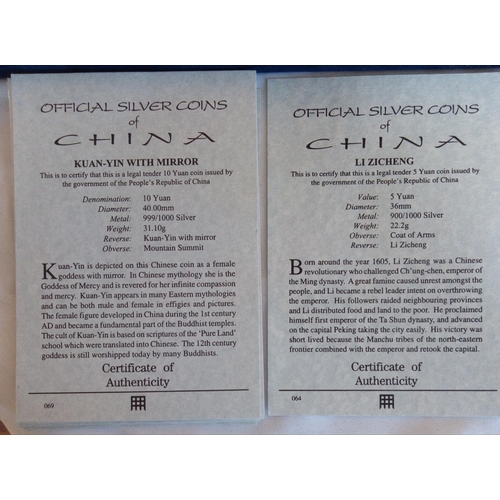 OFFICIAL SILVER COINS
of
CHINA
KUAN-YIN WITH MIRROR
This is to certify that this is a legal tender 10 Yuan coin issued by
the government of the People's Republic of China
Denomination: 10 Yuan
Diameter: 40.00mm
Metal: 999/1000 Silver
Weight: 31.10g
Reverse: Kuan-Yin with mirror
Obverse: Mountain Summit
Kuan-Yin is depicted on this Chinese coin as a female
goddess with mirror. In Chinese mythology she is the
Goddess of Mercy and is revered for her infinite compassion
and mercy. Kuan-Yin appears in many Eastern mythologies
and can be both male and female in effigies and pictures.
The female figure developed in China during the 1st century
AD and became a fundamental part of the Buddhist temples.
The cult of Kuan-Yin is based on scriptures of the 'Pure Land'
school which were translated into Chinese. The 12th century
goddess is still worshipped today by many Buddhists.
Certificate of
Authenticity
069
OFFICIAL SILVER COINS
of
CHINA
LI ZICHENG
This is to certify that this is a legal tender 5 Yuan coin issued by
the government of the People's Republic of China
Value: 5 Yuan
Diameter: 36mm
Metal: 900/1000 Silver
Weight: 22.2g
Obverse: Coat of Arms
Reverse: Li Zicheng
Born around the year 1605, Li Zicheng was a Chinese
revolutionary who challenged Ch'ung-chen, emperor of
the Ming dynasty. A great famine caused unrest amongst the
people, and Li became a rebel leader intent on overthrowing
the emperor. His followers raided neighbouring provinces
and Li distributed food and land to the poor. He proclaimed
himself first emperor of the Ta Shun dynasty, and advanced
on the capital Peking taking the city easily. His victory was
short lived because the Manchu tribes of the north-eastern
frontier combined with the emperor and retook the capital.
Certificate of
Authenticity
064